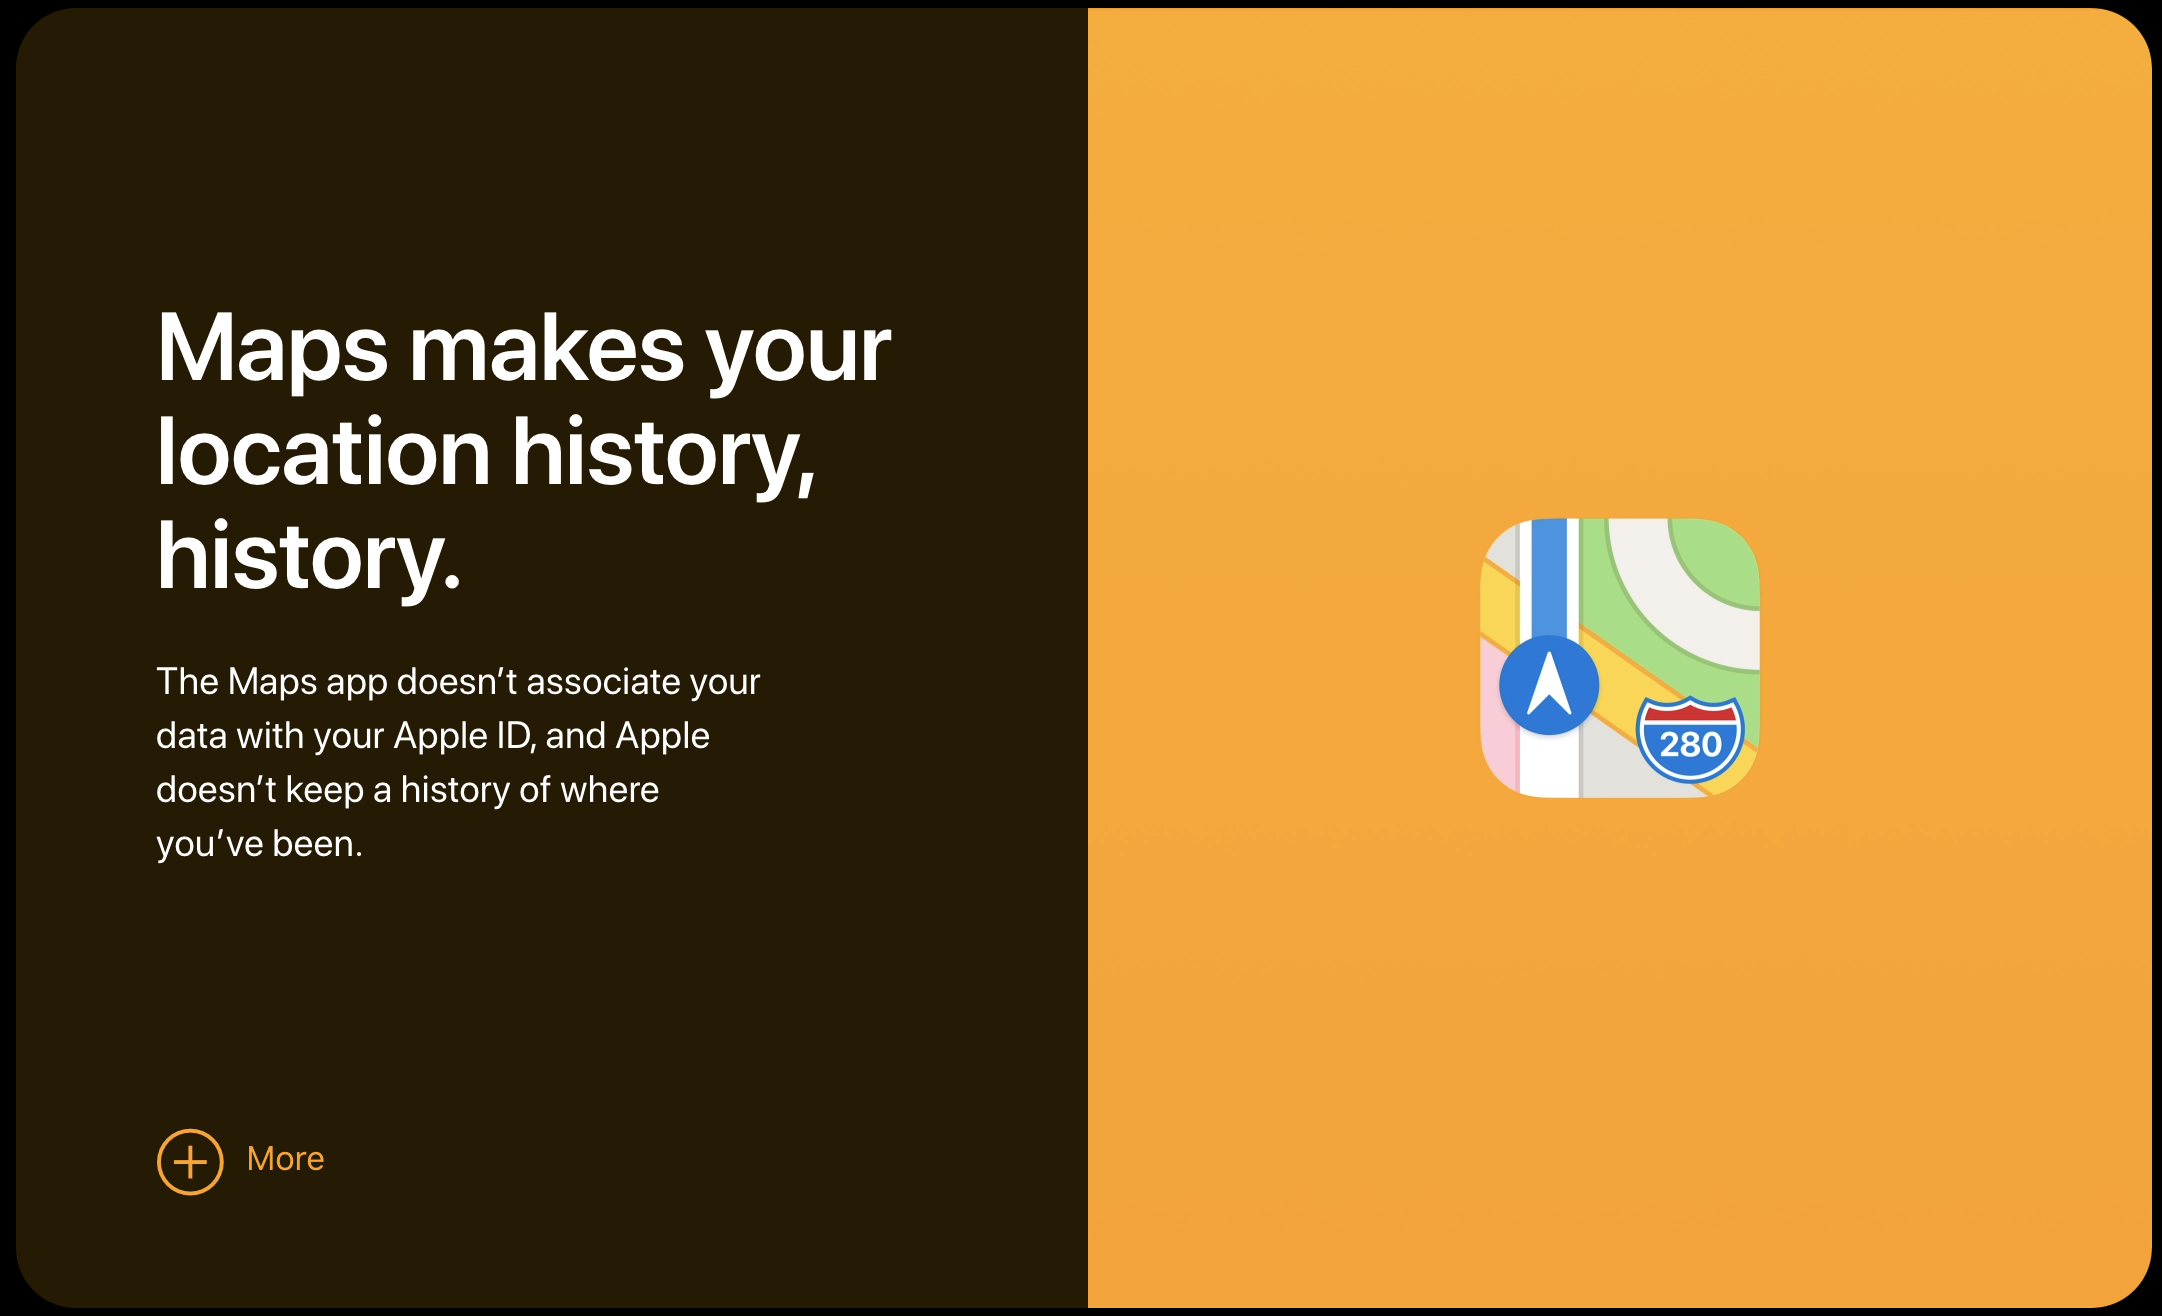 Maps makes your
location history,
history.
The Maps app doesn’t associate your
data with your Apple ID, and Apple
doesn’t keep a history of where
you’ve been.
280
More